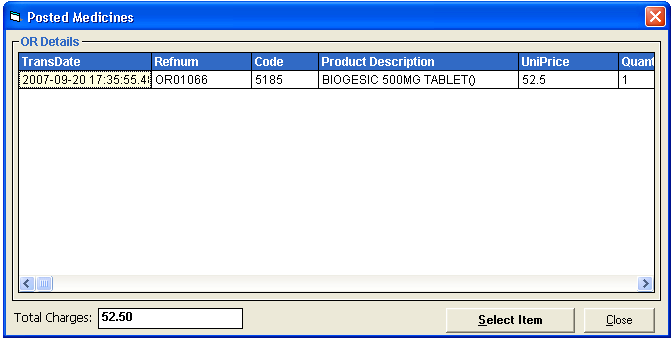 Posted Medicines
OR Details
TransDate Refnum Code Product Description UniPrice Quant
2007-09-20 17:35:55.4 OR01066 5185 BIOGESIC 500MG TABLET() 52.5 1
Total Charges: 52.50 Select Item Close